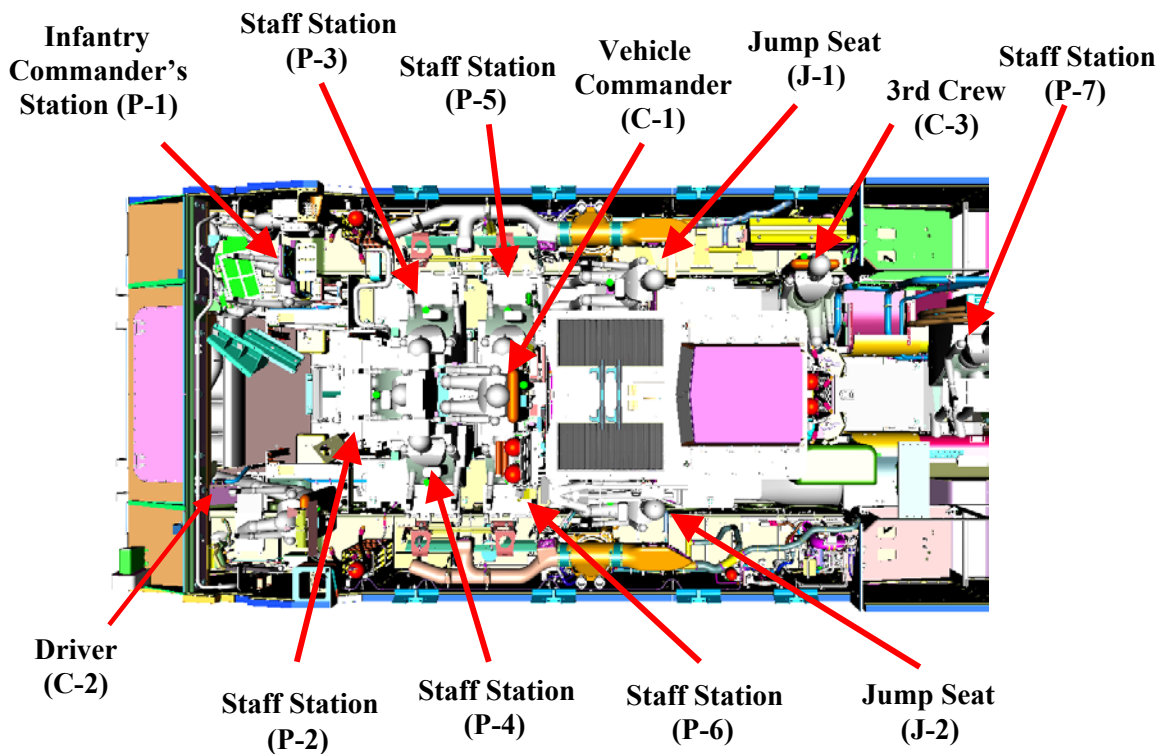 Infantry
Commander’s
Station (P-1)
Staff Station
(P-3)
Staff Station
(P-5)
Vehicle
Commander
(C-1)
Jump Seat
(J-1)
3rd Crew
(C-3)
Staff Station
(P-7)
Driver
(C-2)
Staff Station
(P-2)
Staff Station
(P-4)
Staff Station
(P-6)
Jump Seat
(J-2)